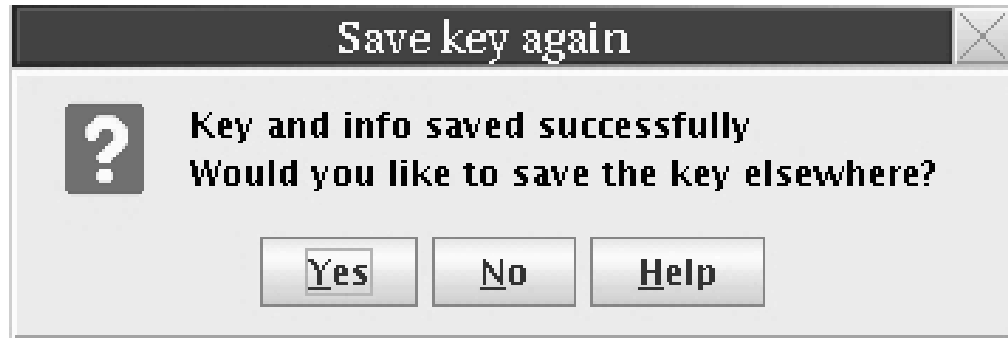 Save key again
Key and info saved successfully
Would you like to save the key elsewhere?
Yes No Help